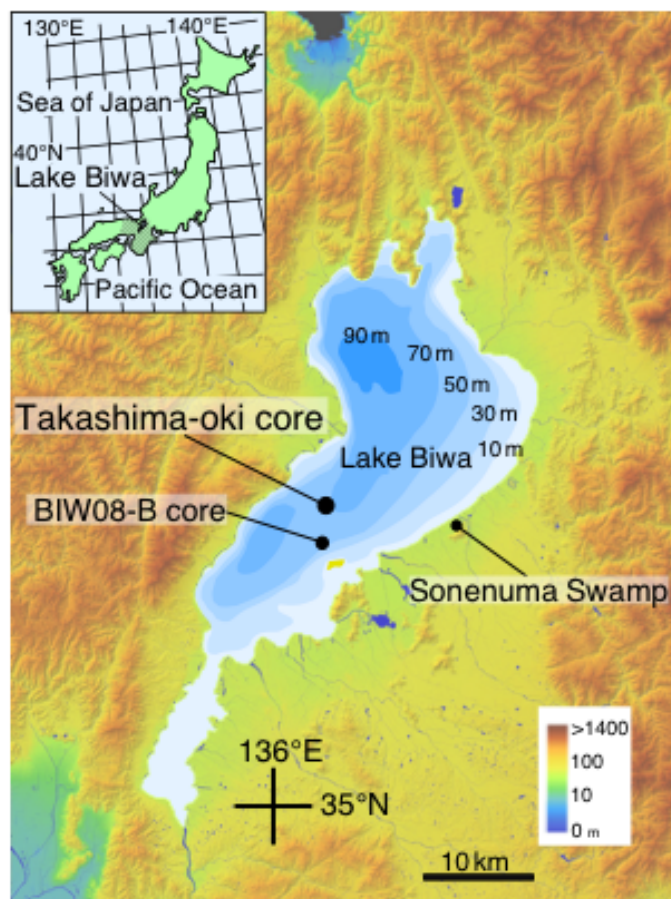 130°E
140°E
Sea of Japan
40°N
Lake Biwa
Pacific Ocean
90 m
70 m
50 m
30 m
10 m
Takashima-oki core
Lake Biwa
BIW08-B core
Sonenuma Swamp
136°E
35°N
>1400
100
10
0 m
10 km